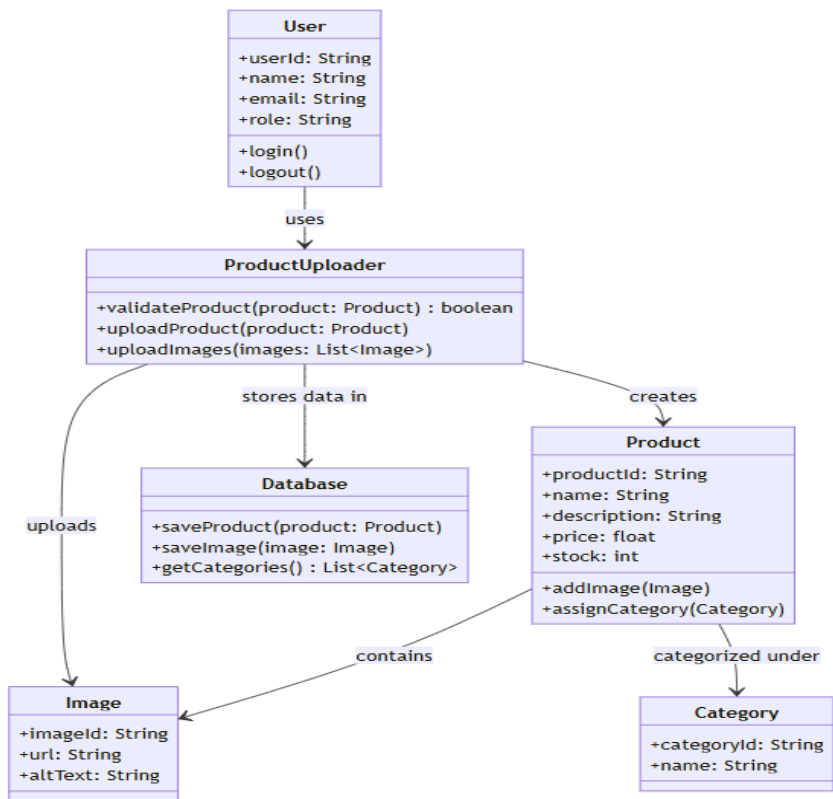 User
+userId: String
+name: String
+email: String
+role: String
+login()
+logout()
uses
ProductUploader
+validateProduct(product: Product) : boolean
+uploadProduct(product: Product)
+uploadImages(images: List<Image>)
stores data in
creates
Product
+productId: String
+name: String
+description: String
+price: float
+stock: int
+addImage(Image)
+assignCategory(Category)
Database
+saveProduct(product: Product)
+saveImage(image: Image)
+getCategories() : List<Category>
uploads
contains
categorized under
Image
+imageId: String
+url: String
+altText: String
Category
+categoryId: String
+name: String